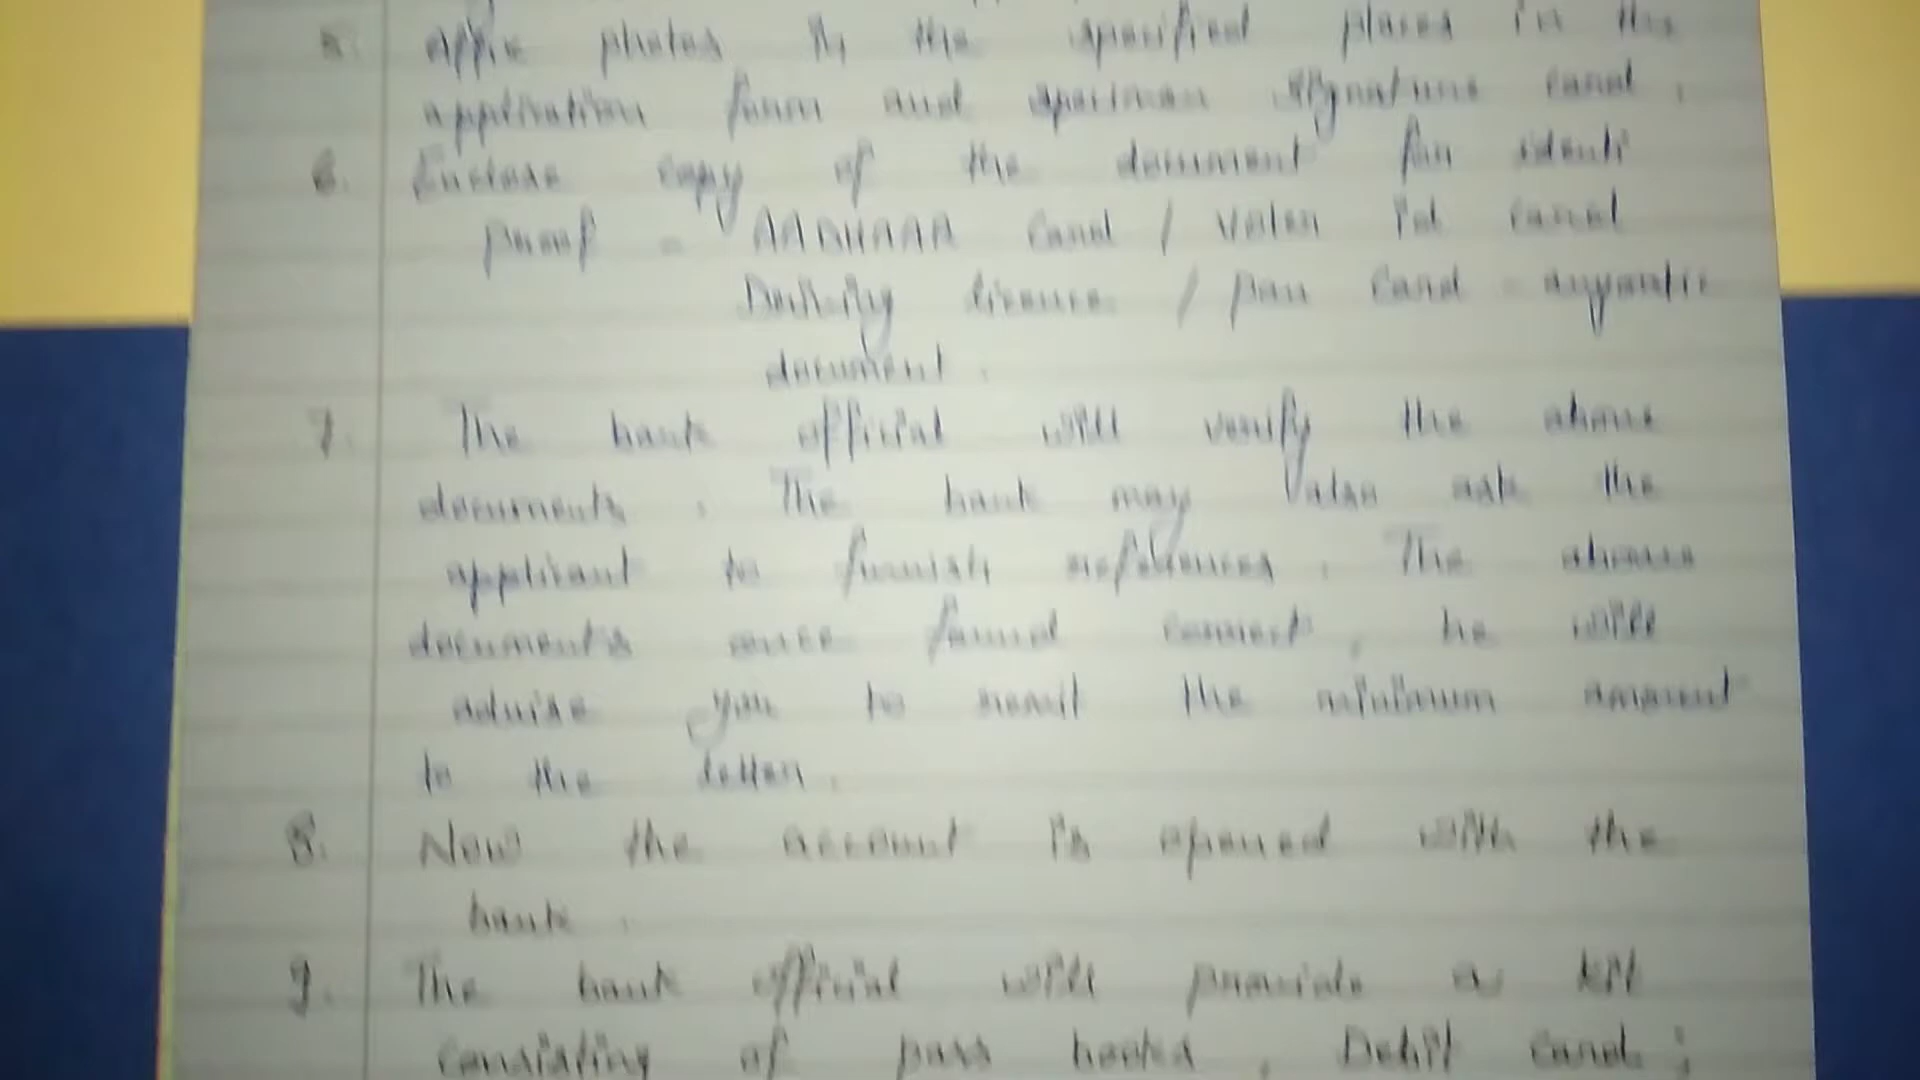 5. Affix photos in the specified places in the
application form and specimen signature card.
6. Enclose copy of the document for identi
proof - AADHAAR card / Voter id card
Driving licence / pan card - any
document.
7. The bank official will verify the above
documents. The bank may also ask the
applicant to furnish references. The above
documents once found correct, he will
advise you to remit the minimum amount
to the
8. Now the account is opened with the
bank.
9. The bank official will provide a kit
consisting of pass booked, Debit card;